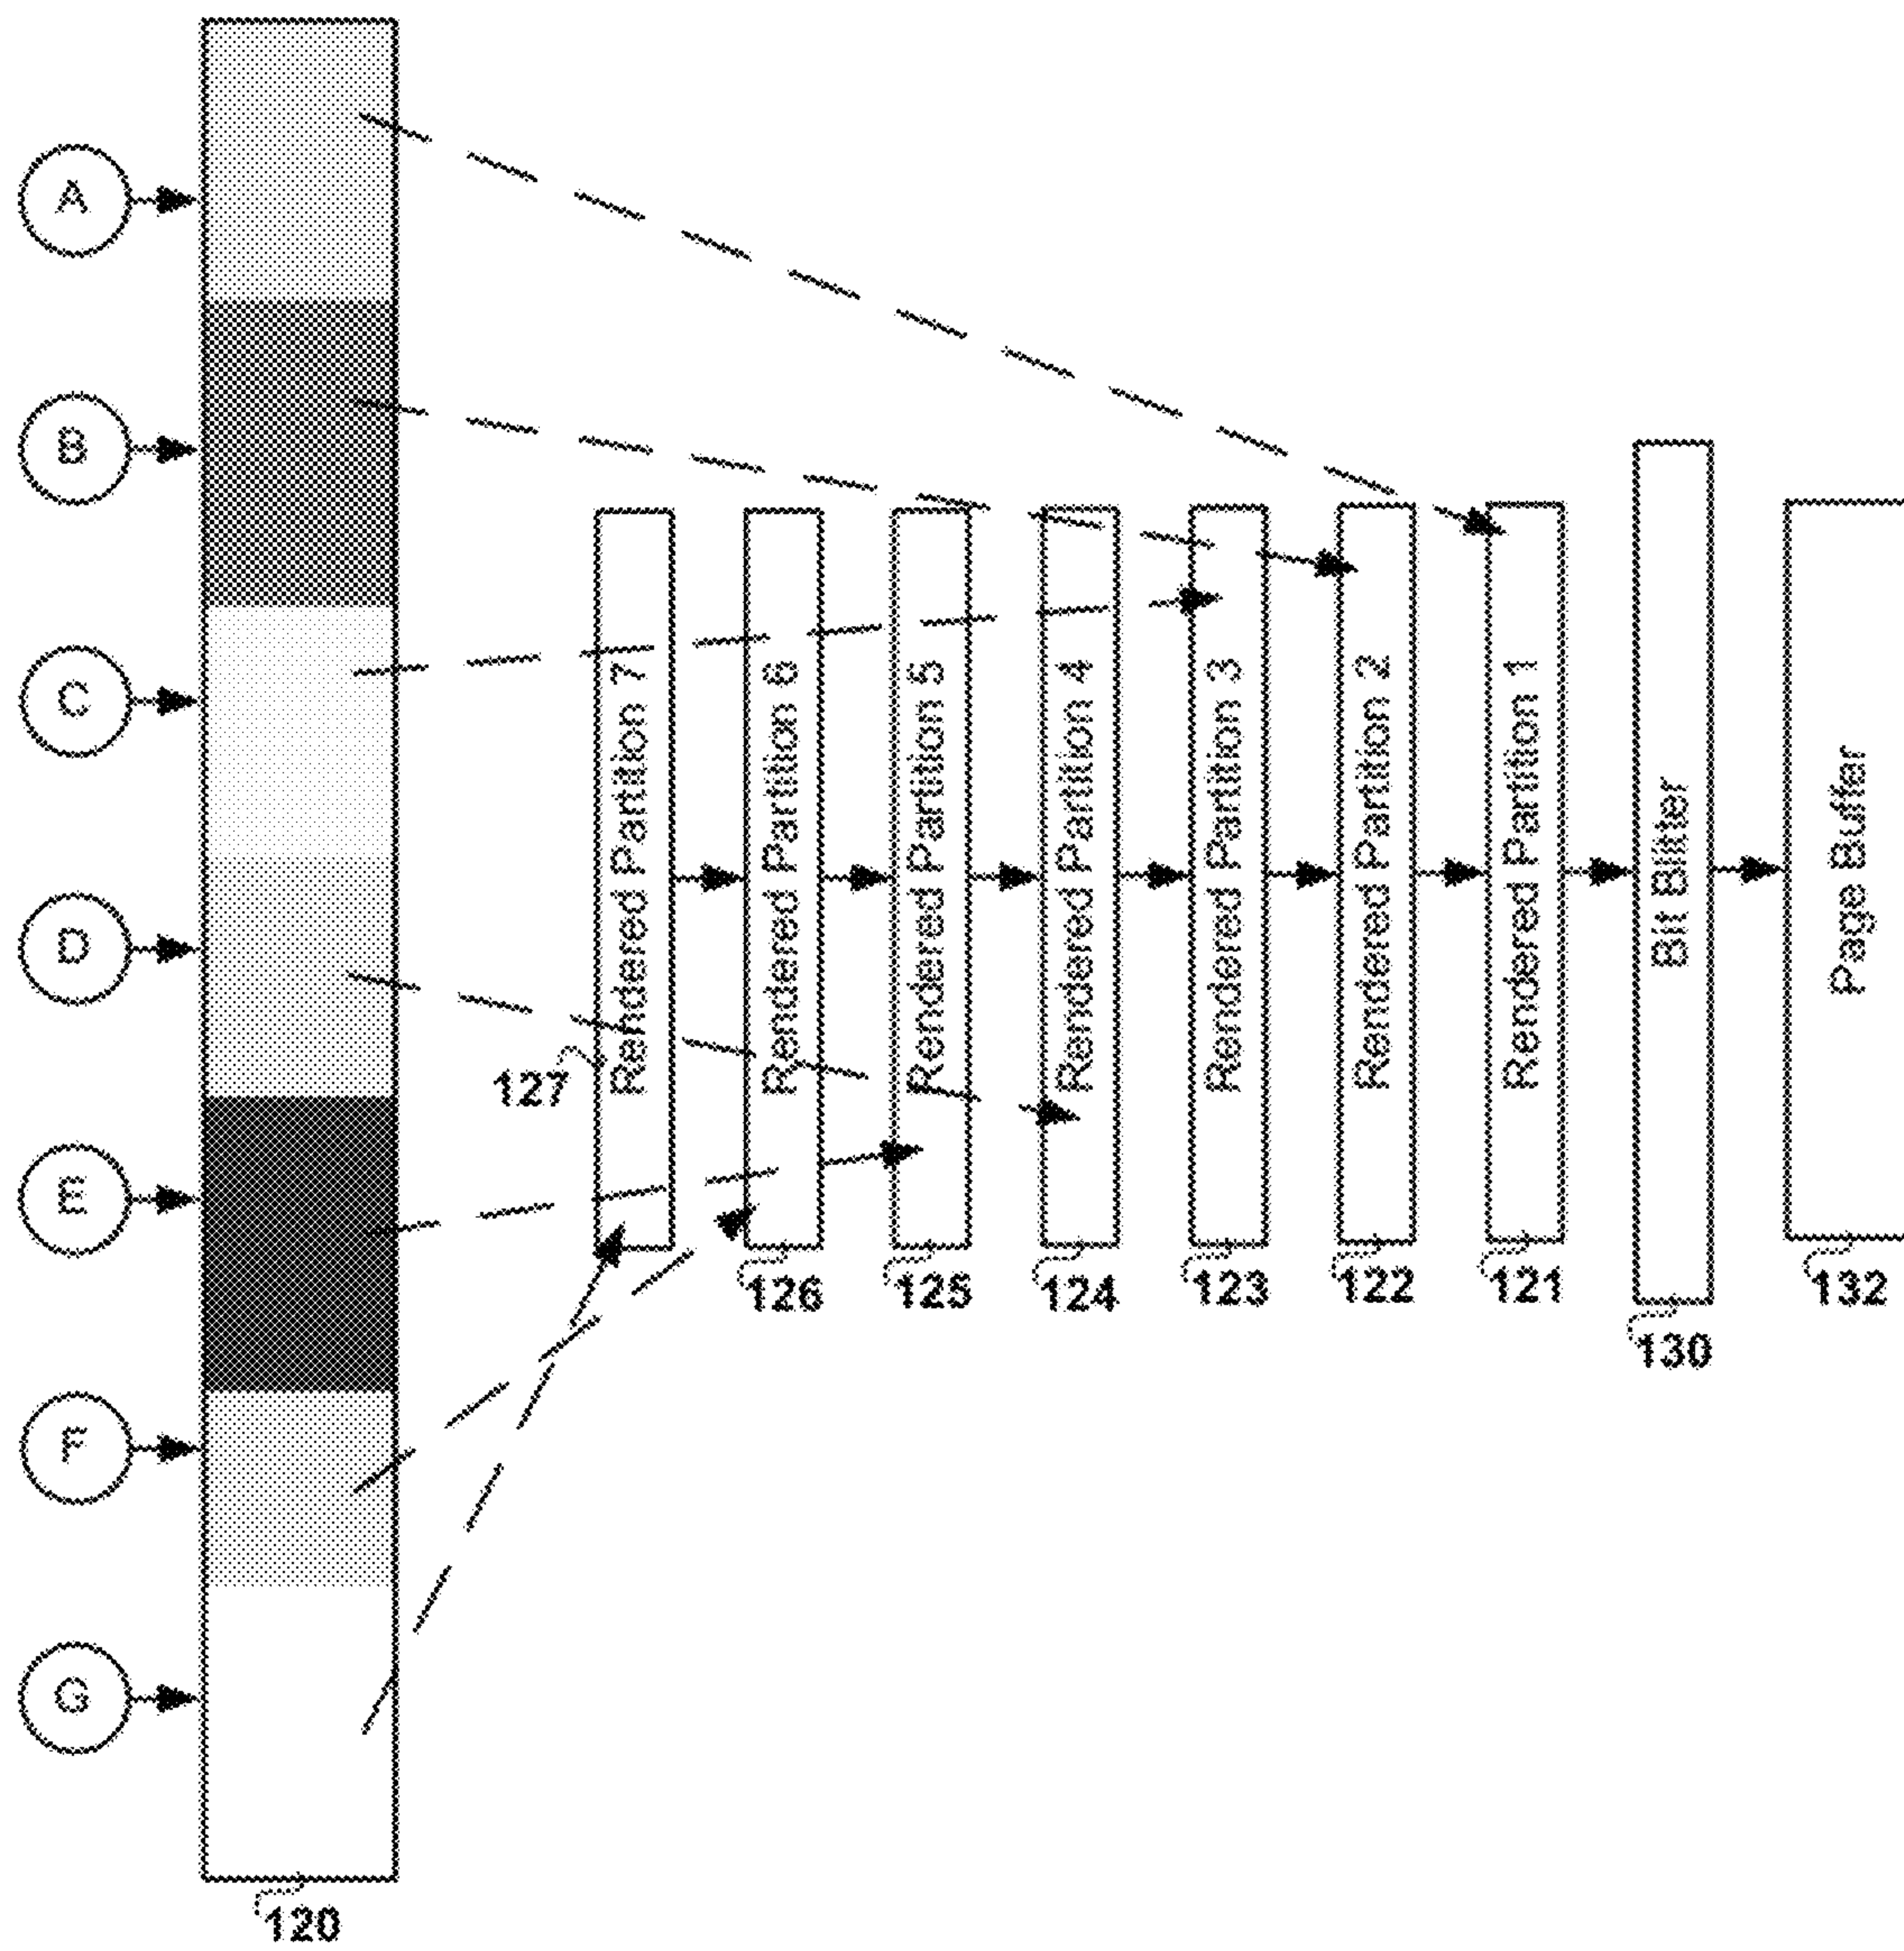 A
B
C
D
E
F
G
120
Rendered Partition 7
127
Rendered Partition 6
126
Rendered Partition 5
125
Rendered Partition 4
124
Rendered Partition 3
123
Rendered Partition 2
122
Rendered Partition 1
121
Bit Blitter
130
Page Buffer
132